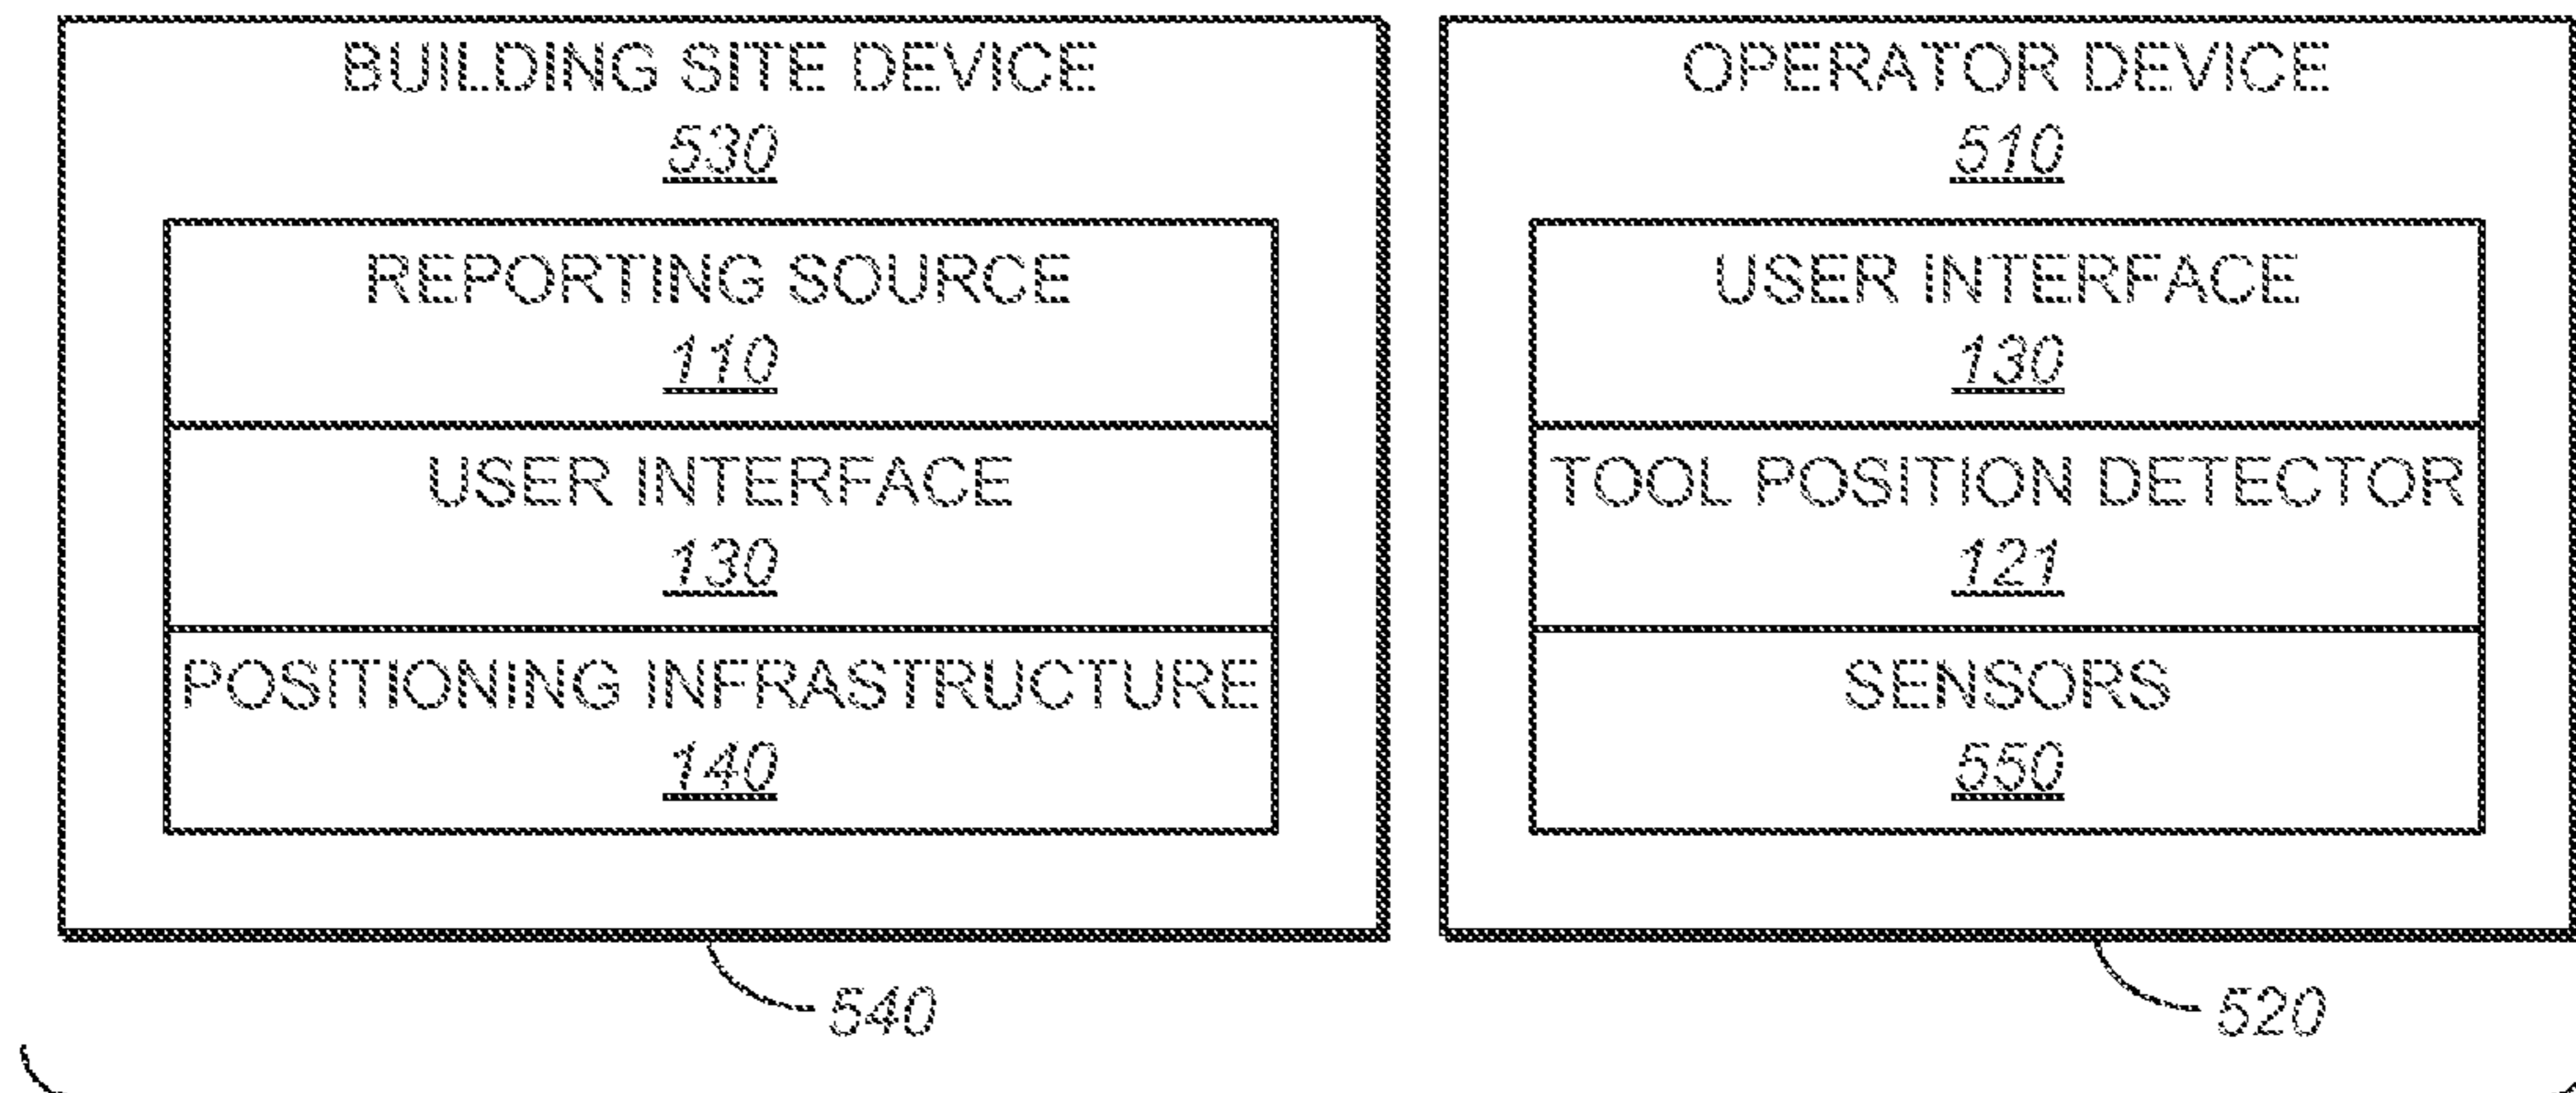 BUILDING SITE DEVICE
530
REPORTING SOURCE
110
USER INTERFACE
130
POSITIONING INFRASTRUCTURE
140
540
OPERATOR DEVICE
510
USER INTERFACE
130
TOOL POSITION DETECTOR
121
SENSORS
550
520